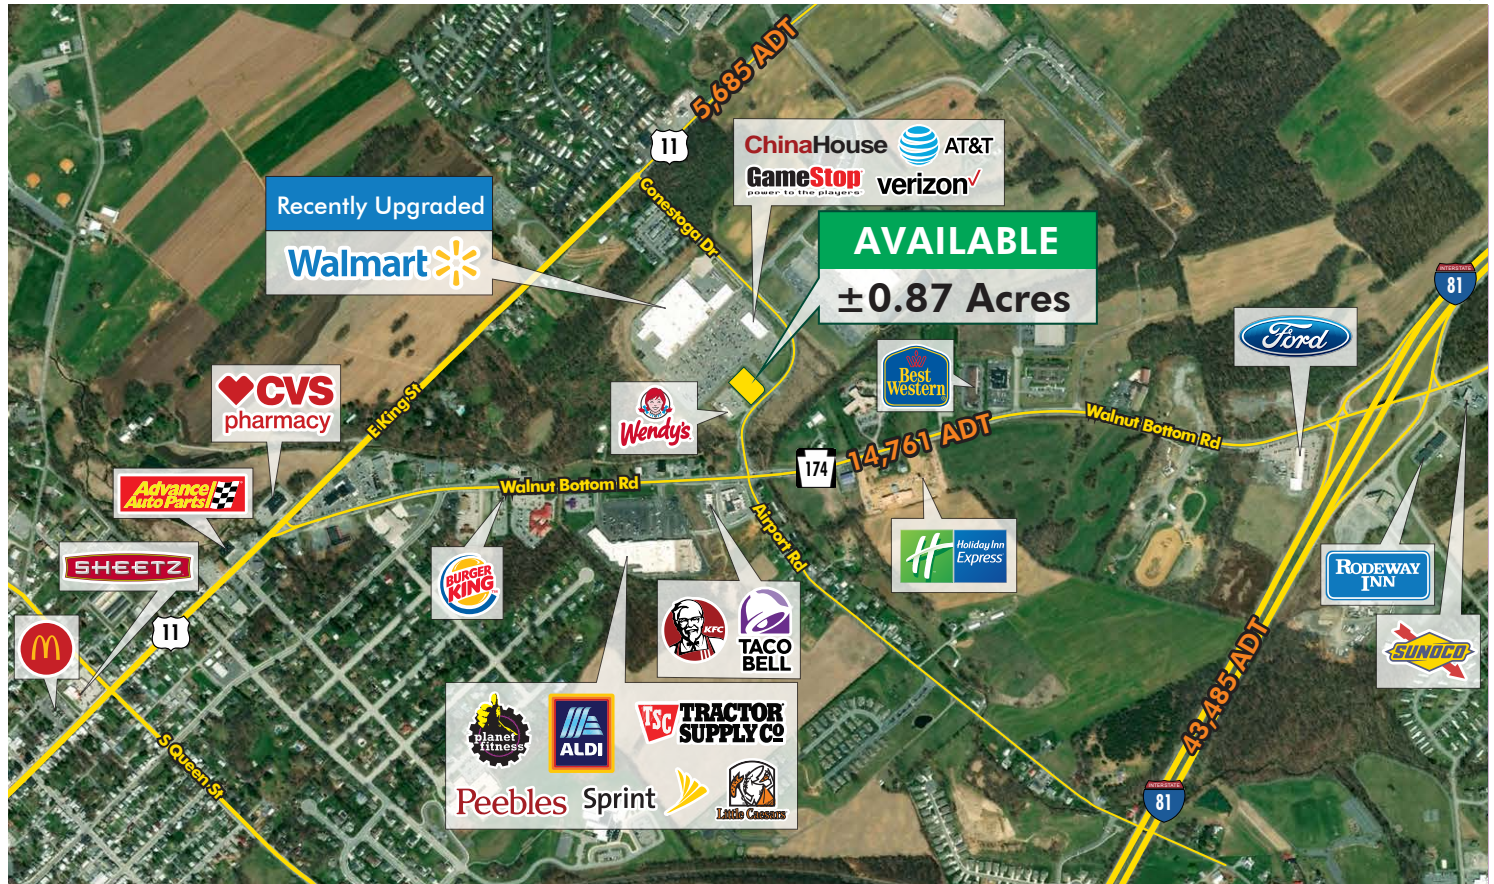 5,685 ADT
11
ChinaHouse
AT&T
GameStop
power to the players
verizon
Conestoga Dr
Recently Upgraded
Walmart
AVAILABLE
±0.87 Acres
INTERSTATE
81
Ford
Best
Western
CVS
pharmacy
E King St
Wendy's
14,761 ADT
Walnut Bottom Rd
174
Walnut Bottom Rd
Advance
Auto Parts
Airport Rd
Holiday Inn
Express
SHEETZ
BURGER
KING
RODEWAY
INN
11
KFC
TACO
BELL
SUNOCO
43,485 ADT
planet
fitness
ALDI
TSC
TRACTOR
SUPPLY CO
S Queen St
Peebles
Sprint
Little Caesars
INTERSTATE
81